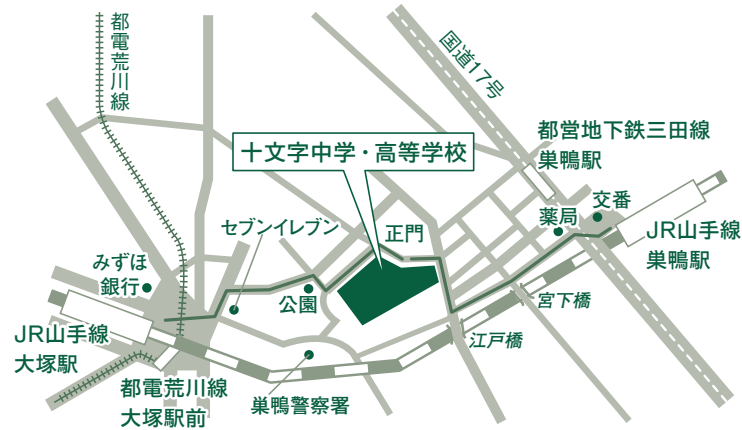 都電荒川線
国道17号
都営地下鉄三田線
巣鴨駅
十文字中学・高等学校
交番
薬局
セブンイレブン
正門
JR山手線
巣鴨駅
みずほ
銀行
公園
宮下橋
江戸橋
JR山手線
大塚駅
都電荒川線
大塚駅前
巣鴨警察署